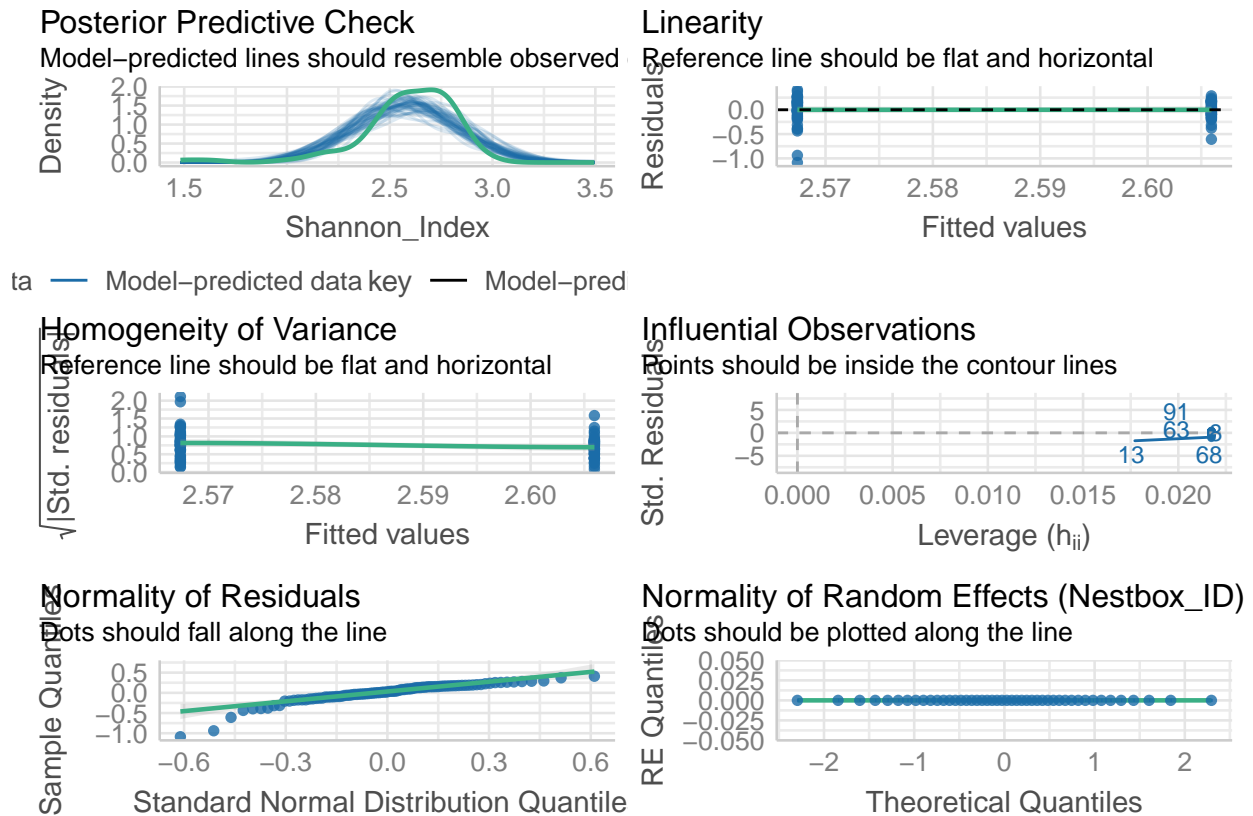 Posterior Predictive Check
Model−predicted lines should resemble observed
Density
2.0
1.5
1.0
0.5
0.0
1.5 2.0 2.5 3.0 3.5
Shannon_Index
ta Model−predicted data key Model−pred
Linearity
Reference line should be flat and horizontal
Residuals
0.0
−0.5
−1.0
2.57 2.58 2.59 2.60
Fitted values
Homogeneity of Variance
Reference line should be flat and horizontal
√|Std. residuals|
2.0
1.5
1.0
0.5
0.0
2.57 2.58 2.59 2.60
Fitted values
Influential Observations
Points should be inside the contour lines
Std. Residuals
5
0
−5
91
63 3
13 68
0.000 0.005 0.010 0.015 0.020
Leverage (hii)
Normality of Residuals
Dots should fall along the line
Sample Quantiles
0.5
0.0
−0.5
−1.0
−0.6 −0.3 0.0 0.3 0.6
Standard Normal Distribution Quantile
Normality of Random Effects (Nestbox_ID)
Dots should be plotted along the line
RE Quantiles
0.050
0.025
0.000
−0.025
−0.050
−2 −1 0 1 2
Theoretical Quantiles